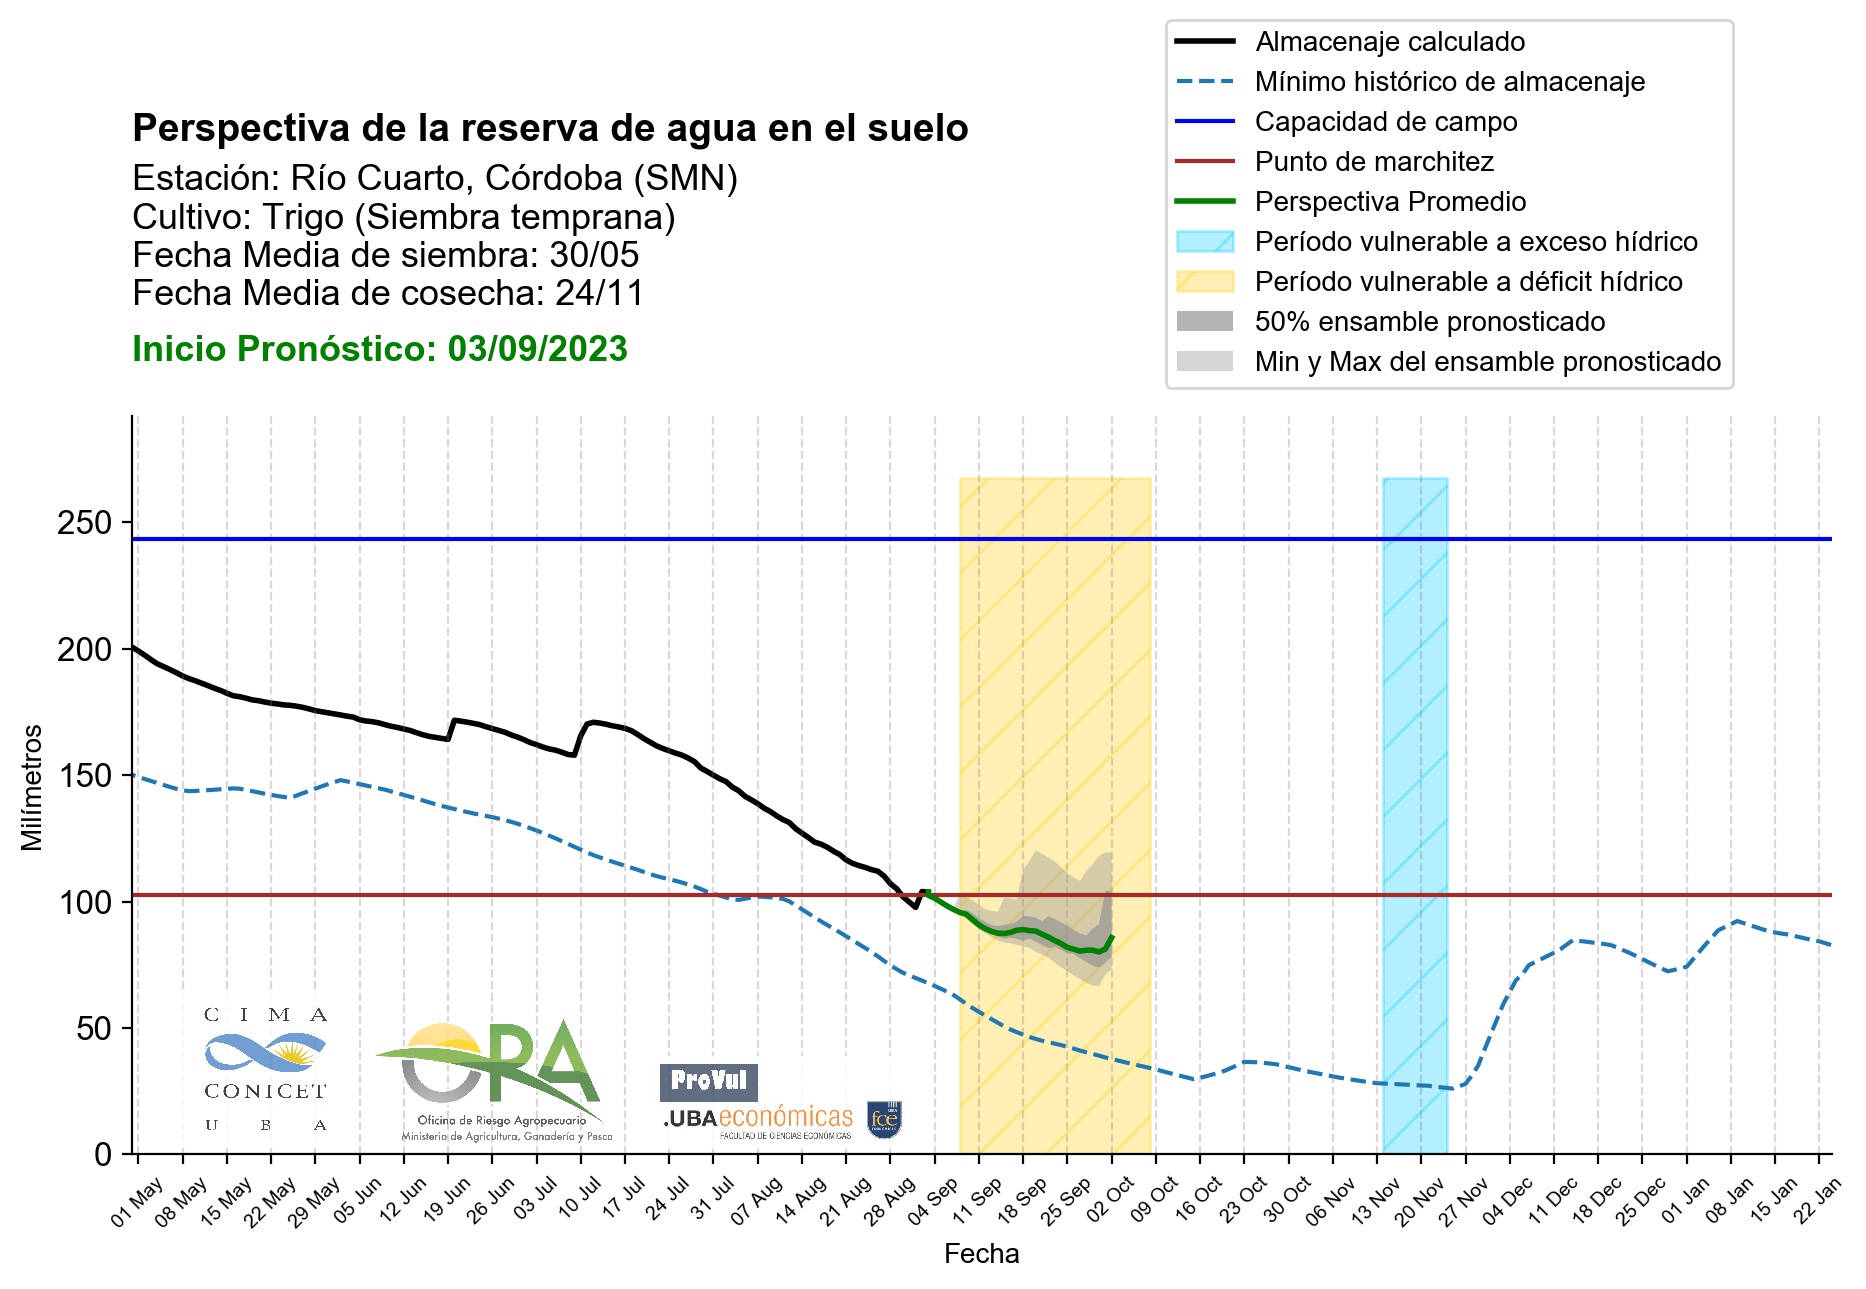 Almacenaje calculado
Mínimo histórico de almacenaje
Capacidad de campo
Punto de marchitez
Perspectiva Promedio
Período vulnerable a exceso hídrico
Período vulnerable a déficit hídrico
50% ensamble pronosticado
Min y Max del ensamble pronosticado
Perspectiva de la reserva de agua en el suelo
Estación: Río Cuarto, Córdoba (SMN)
Cultivo: Trigo (Siembra temprana)
Fecha Media de siembra: 30/05
Fecha Media de cosecha: 24/11
Inicio Pronóstico: 03/09/2023
250
200
150
100
50
0
Milímetros
CIMA
CONICET
UBA
ORA
Oficina de Riesgo Agropecuario
Ministerio de Agricultura, Ganadería y Pesca
ProVul
.UBAeconómicas
FACULTAD DE CIENCIAS ECONÓMICAS
fce
01 May
08 May
15 May
22 May
29 May
05 Jun
12 Jun
19 Jun
26 Jun
03 Jul
10 Jul
17 Jul
24 Jul
31 Jul
07 Aug
14 Aug
21 Aug
28 Aug
04 Sep
11 Sep
18 Sep
25 Sep
02 Oct
09 Oct
16 Oct
23 Oct
30 Oct
06 Nov
13 Nov
20 Nov
27 Nov
04 Dec
11 Dec
18 Dec
25 Dec
01 Jan
08 Jan
15 Jan
22 Jan
Fecha